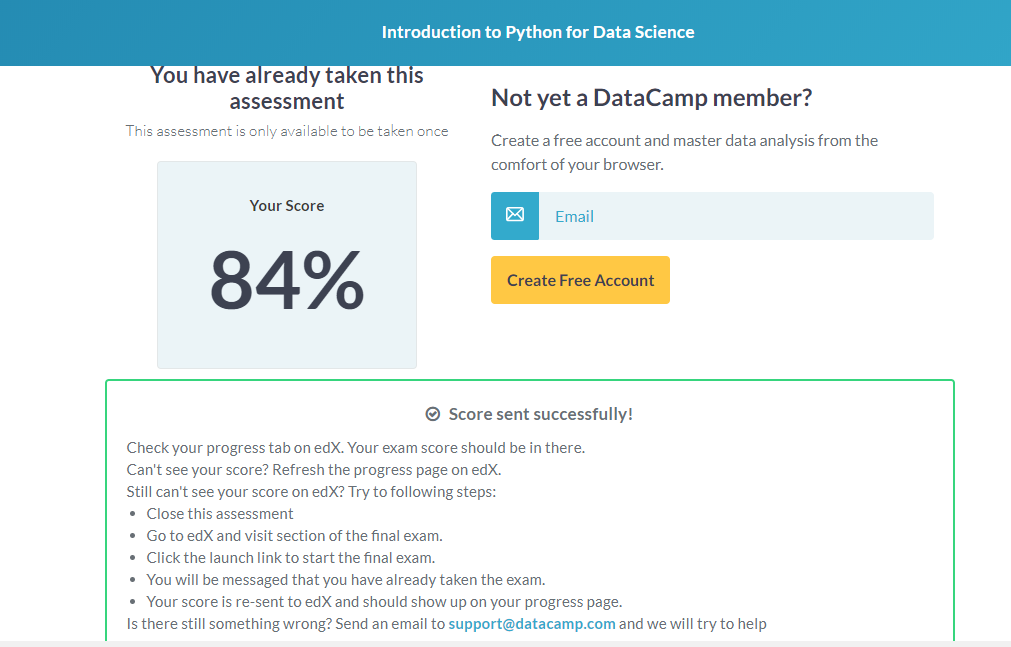 Introduction to Python for Data Science
You have already taken this
assessment
This assessment is only available to be taken once
Your Score
84%
Not yet a DataCamp member?
Create a free account and master data analysis from the
comfort of your browser.
Email
Create Free Account
Score sent successfully!
Check your progress tab on edX. Your exam score should be in there.
Can't see your score? Refresh the progress page on edX.
Still can't see your score on edX? Try to following steps:
• Close this assessment
• Go to edX and visit section of the final exam.
• Click the launch link to start the final exam.
• You will be messaged that you have already taken the exam.
• Your score is re-sent to edX and should show up on your progress page.
Is there still something wrong? Send an email to support@datacamp.com and we will try to help